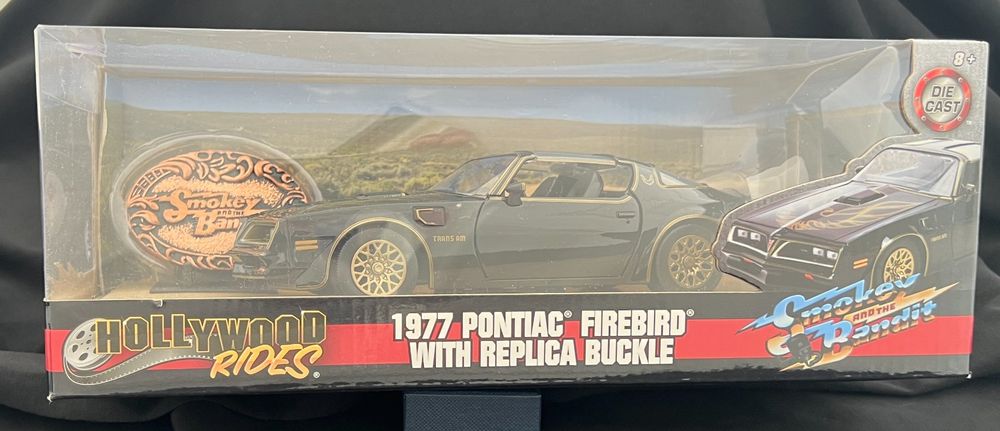 8+
DIE
CAST
Smokey
AND THE
Ban
TRANS AM
HOLLYWOOD
RIDES®
1977 PONTIAC® FIREBIRD®
WITH REPLICA BUCKLE
Smokey
AND THE
Bandit